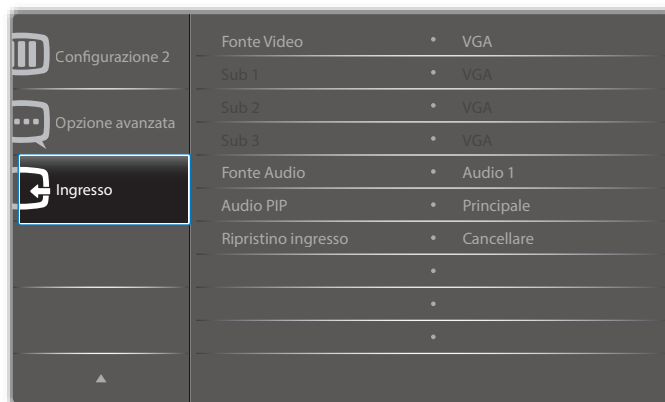 Configurazione 2
Opzione avanzata
Ingresso
Fonte Video • VGA
Sub 1 VGA
Sub 2 VGA
Sub 3 VGA
Fonte Audio • Audio 1
Audio PIP • Principale
Ripristino ingresso • Cancellare
•
•
•